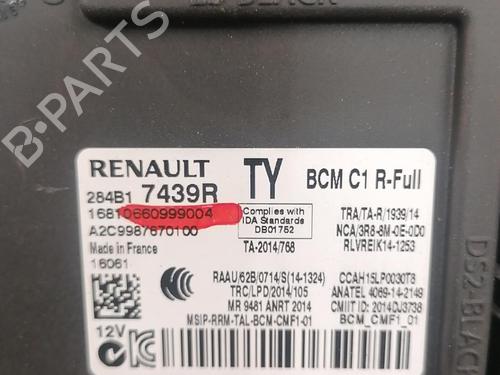 RENAULT TY BCM C1 R-Full
284B1 7439R
16810660999004
A2C9987670100
Complies with
IDA Standards
DB01752
TRA/TA-R/1939/14
NCA/3R8-8M-0E-0D0
RLVREIK14-1253
Made in France
TA-2014/768
16061
RAAU/62B/0714/S(14-1324)
TRC/LPD/2014/105
MR 9481 ANRT 2014
MSIP-RRM-TAL-BCM-CMF1-01
CCAH15LP0030T8
ANATEL 4069-14-2149
CMIIT ID: 2014DJ3738
BCM_CMF1_01
12V
DS2-BLACK